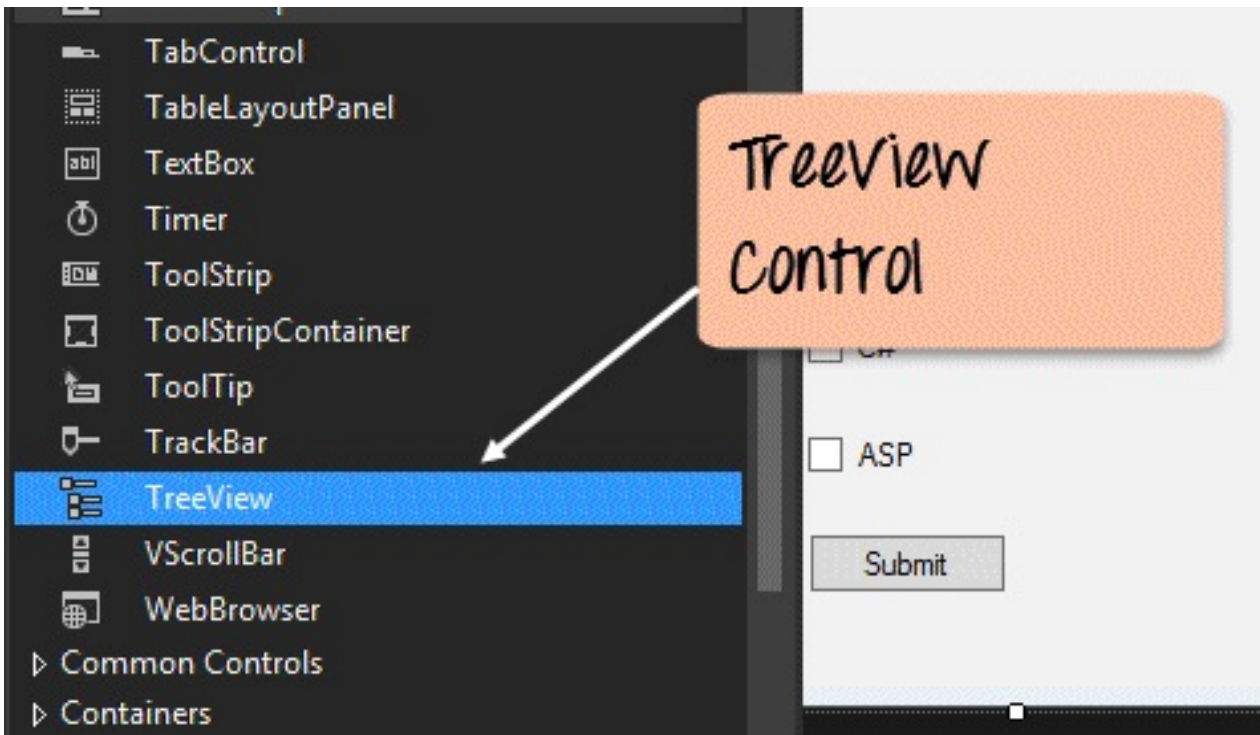 TabControl
TableLayoutPanel
TextBox
Timer
ToolStrip
ToolStripContainer
ToolTip
TrackBar
TreeView
VScrollBar
WebBrowser
Common Controls
Containers
TreeView
Control
C#
ASP
Submit